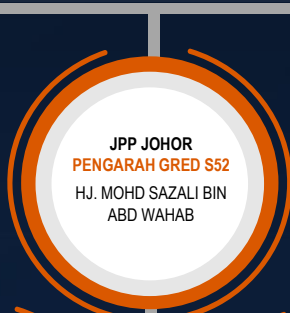 JPP JOHOR
PENGARAH GRED S52
HJ. MOHD SAZALI BIN
ABD WAHAB